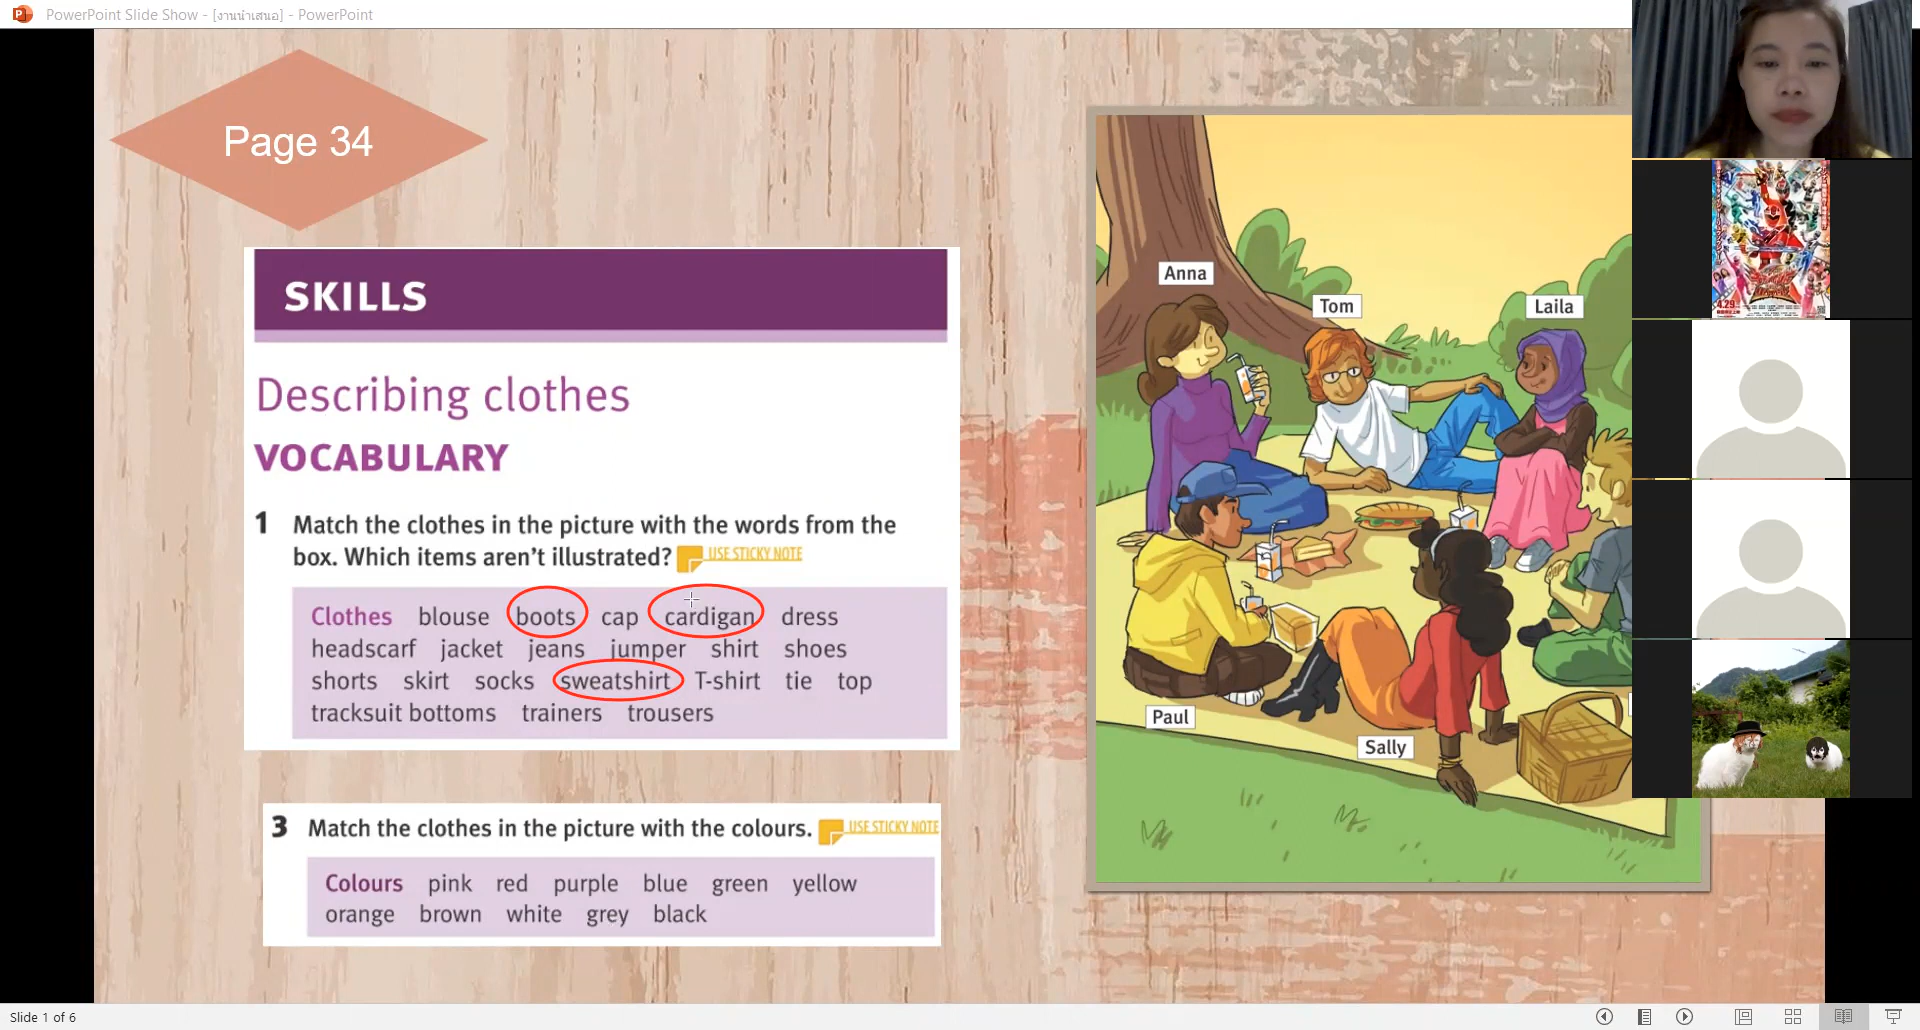 PowerPoint Slide Show - [งานนำเสนอ] - PowerPoint
Page 34
SKILLS
Describing clothes
VOCABULARY
1 Match the clothes in the picture with the words from the
box. Which items aren't illustrated? USE STICKY NOTE
Clothes blouse boots cap cardigan dress
headscarf jacket jeans jumper shirt shoes
shorts skirt socks sweatshirt T-shirt tie top
tracksuit bottoms trainers trousers
3 Match the clothes in the picture with the colours. USE STICKY NOTE
Colours pink red purple blue green yellow
orange brown white grey black
Anna
Tom
Laila
Paul
Sally
4.29
Slide 1 of 6